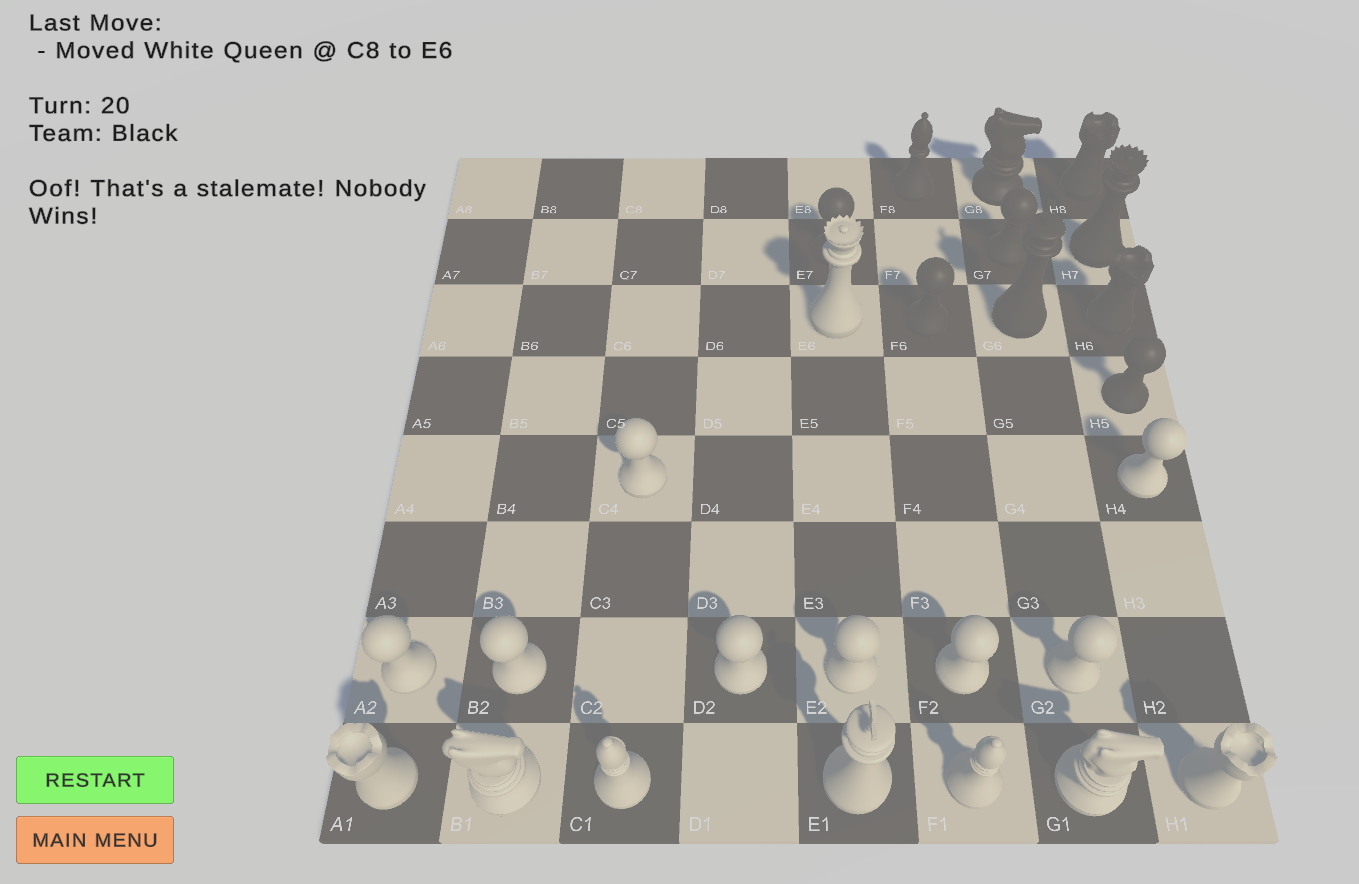 Last Move:
- Moved White Queen @ C8 to E6
Turn: 20
Team: Black
Oof! That's a stalemate! Nobody
Wins!
A8 B8 C8 D8 E8 F8 G8 H8
A7 B7 C7 D7 E7 F7 G7 H7
A6 B6 C6 D6 E6 F6 G6 H6
A5 B5 C5 D5 E5 F5 G5 H5
A4 B4 C4 D4 E4 F4 G4 H4
A3 B3 C3 D3 E3 F3 G3 H3
A2 B2 C2 D2 E2 F2 G2 H2
A1 B1 C1 D1 E1 F1 G1 H1
RESTART
MAIN MENU